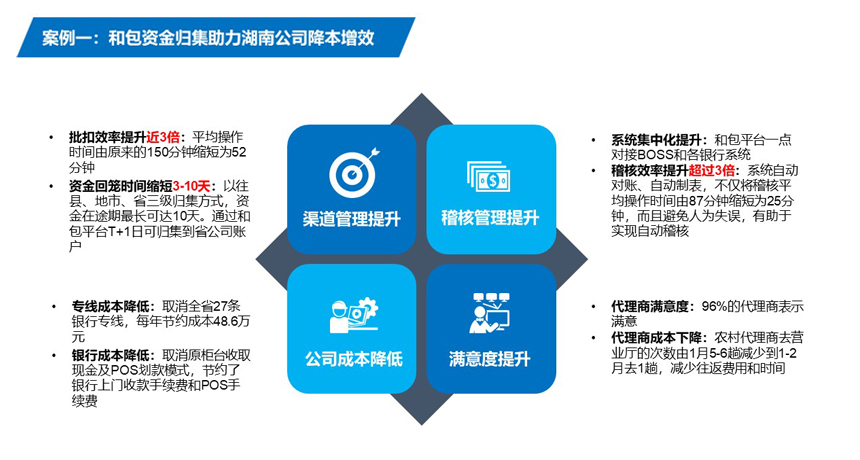 案例一：和包资金归集助力湖南公司降本增效
• 批扣效率提升近3倍：平均操作
时间由原来的150分钟缩短为52
分钟
• 资金回笼时间缩短3-10天：以往
县、地市、省三级归集方式，资
金在途期最长可达10天。通过和
包平台T+1日可归集到省公司账
户
渠道管理提升
稽核管理提升
• 系统集中化提升：和包平台一点
对接BOSS和各银行系统
• 稽核效率提升超过3倍：系统自动
对账、自动制表，不仅将稽核平
均操作时间由87分钟缩短为25分
钟，而且避免人为失误，有助于
实现自动稽核
• 专线成本降低：取消全省27条
银行专线，每年节约成本48.6万
元
• 银行成本降低：取消原柜台收取
现金及POS划款模式，节约了
银行上门收款手续费和POS手
续费
公司成本降低
满意度提升
• 代理商满意度：96%的代理商表示
满意
• 代理商成本下降：农村代理商去营
业厅的次数由1月5-6趟减少到1-2
月去1趟，减少往返费用和时间